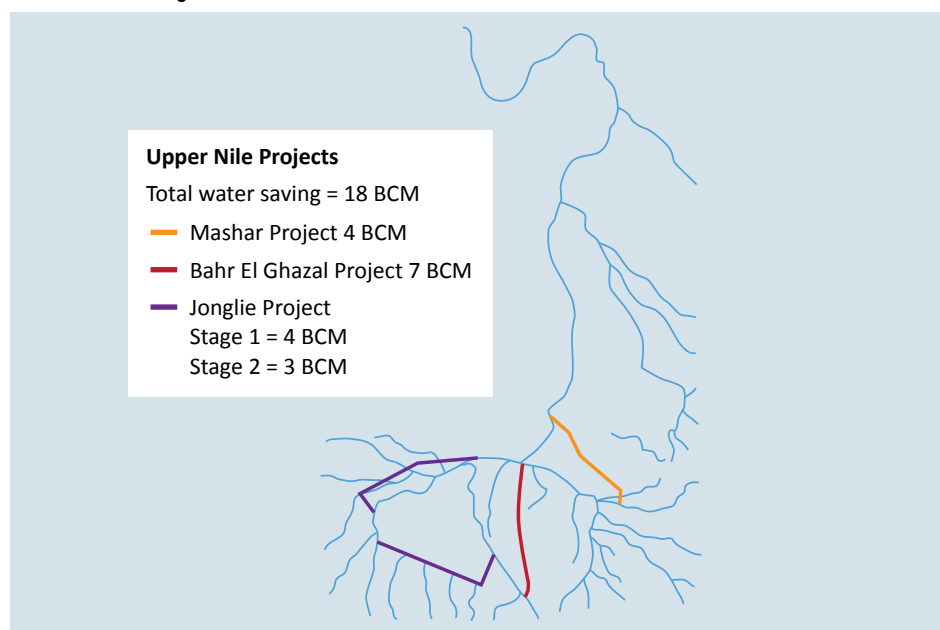 Upper Nile Projects
Total water saving = 18 BCM
Mashar Project 4 BCM
Bahr El Ghazal Project 7 BCM
Jonglie Project
Stage 1 = 4 BCM
Stage 2 = 3 BCM